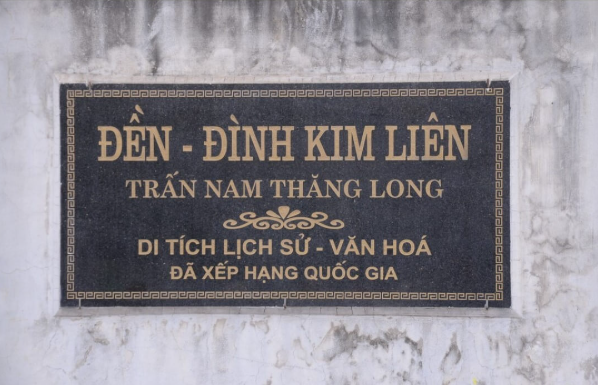 ĐỀN - ĐÌNH KIM LIÊN
TRẤN NAM THĂNG LONG
DI TÍCH LỊCH SỬ - VĂN HOÁ
ĐÃ XẾP HẠNG QUỐC GIA